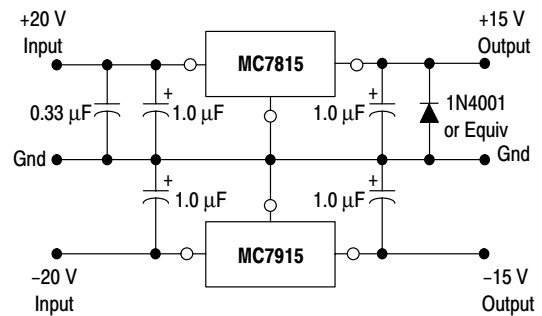 +20 V
Input
+15 V
Output
MC7815
0.33 μF
+
1.0 μF
+
1.0 μF
1N4001
or Equiv
Gnd
Gnd
+
1.0 μF
+
1.0 μF
MC7915
−20 V
Input
−15 V
Output